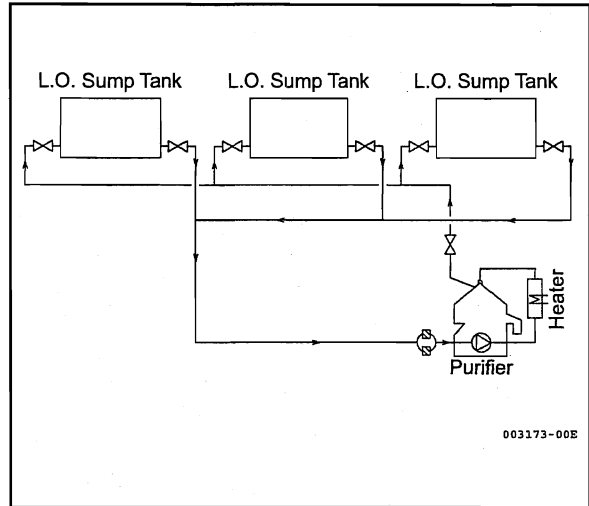 L.O. Sump Tank
L.O. Sump Tank
L.O. Sump Tank
Heater
Purifier
003173-00E